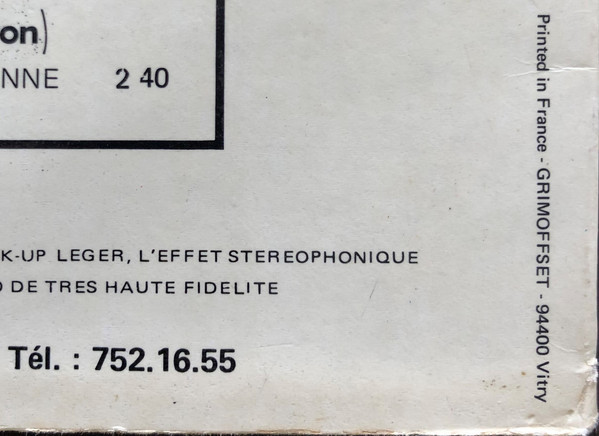 on)
NNE 2 40
K-UP LEGER, L'EFFET STEREOPHONIQUE
DE TRES HAUTE FIDELITE
Tél. : 752.16.55
Printed in France - GRIMOFFSET - 94400 Vitry